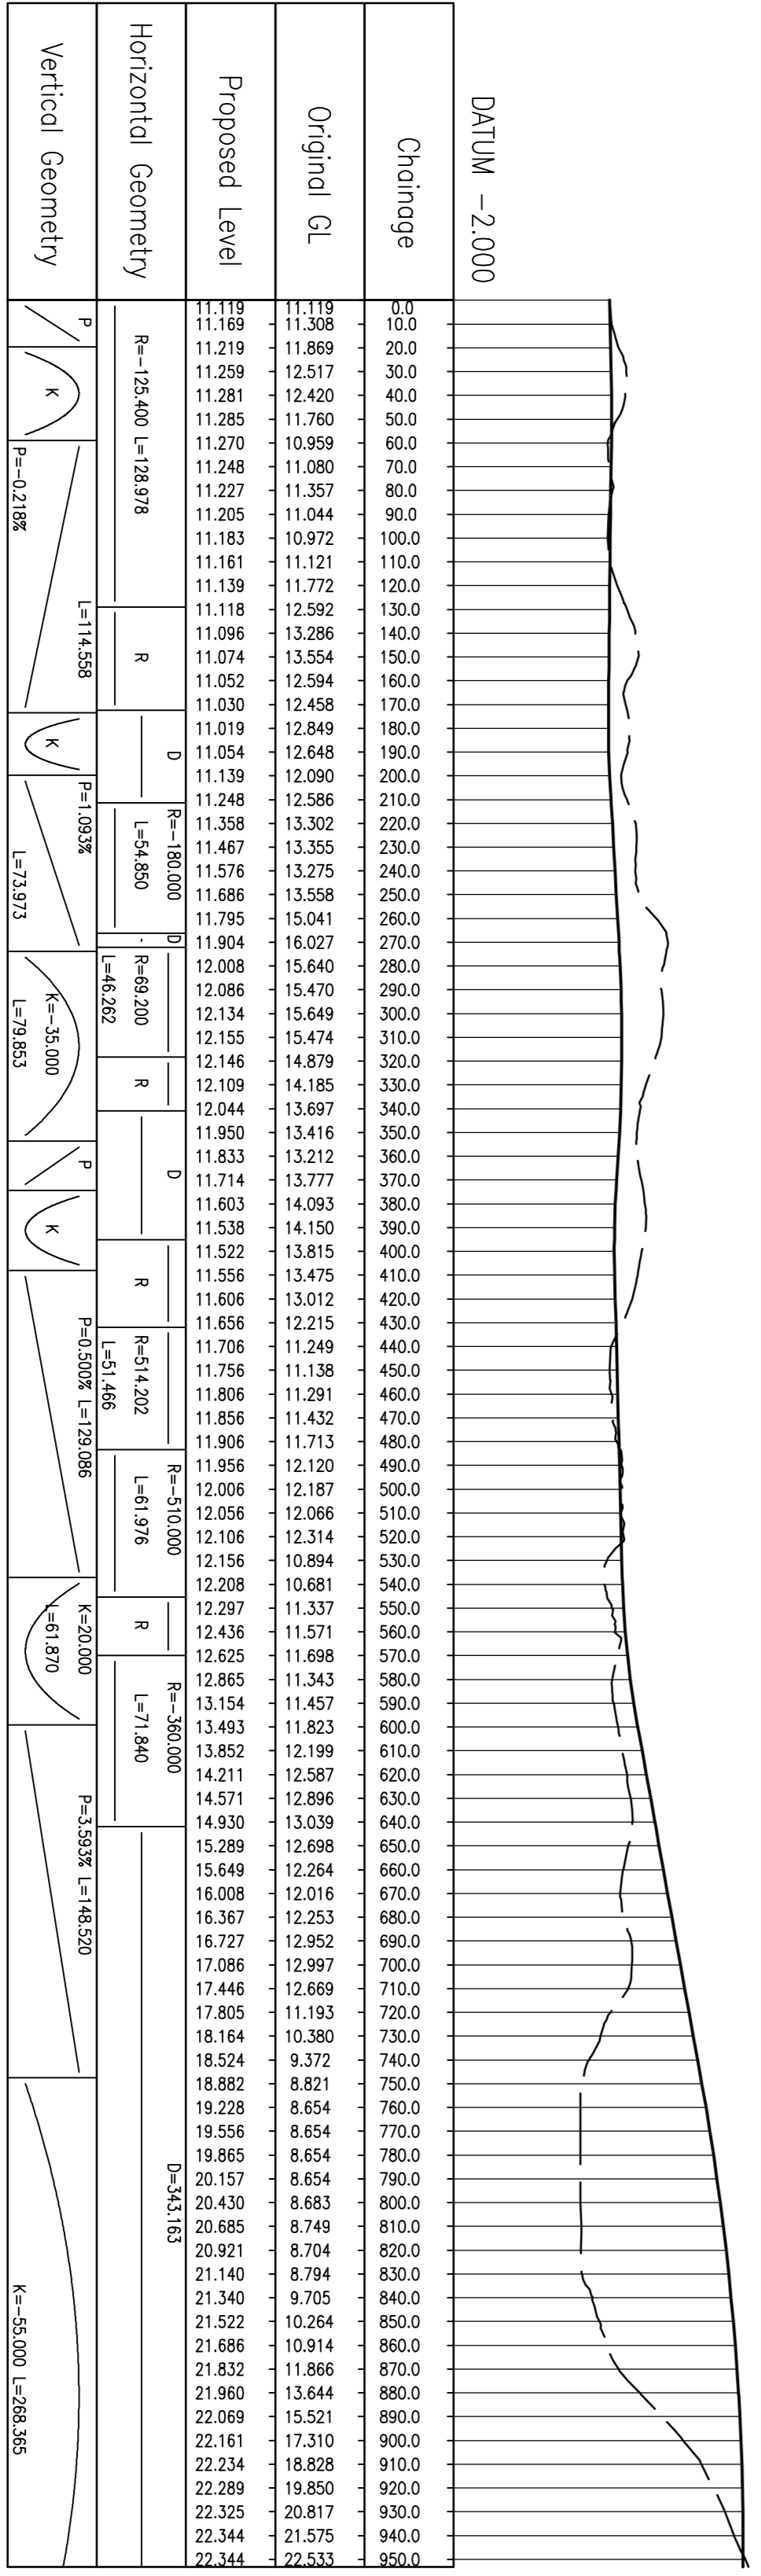 DATUM -2.000
Chainage
Original GL
Proposed Level
Horizontal Geometry
Vertical Geometry
11.119 11.119 0.0
11.169 11.308 10.0
11.219 11.869 20.0
11.259 12.517 30.0
11.281 12.420 40.0
11.285 11.760 50.0
11.270 10.959 60.0
11.248 11.080 70.0
11.227 11.357 80.0
11.205 11.044 90.0
11.183 10.972 100.0
11.161 11.121 110.0
11.139 11.772 120.0
11.118 12.592 130.0
11.096 13.286 140.0
11.074 13.554 150.0
11.052 12.594 160.0
11.030 12.458 170.0
11.019 12.849 180.0
11.054 12.648 190.0
11.139 12.090 200.0
11.248 12.586 210.0
11.358 13.302 220.0
11.467 13.355 230.0
11.576 13.275 240.0
11.686 13.558 250.0
11.795 15.041 260.0
11.904 16.027 270.0
12.008 15.640 280.0
12.086 15.470 290.0
12.134 15.649 300.0
12.155 15.474 310.0
12.146 14.879 320.0
12.109 14.185 330.0
12.044 13.697 340.0
11.950 13.416 350.0
11.833 13.212 360.0
11.714 13.777 370.0
11.603 14.093 380.0
11.538 14.150 390.0
11.522 13.815 400.0
11.556 13.475 410.0
11.606 13.012 420.0
11.656 12.215 430.0
11.706 11.249 440.0
11.756 11.138 450.0
11.806 11.291 460.0
11.856 11.432 470.0
11.906 11.713 480.0
11.956 12.120 490.0
12.006 12.187 500.0
12.056 12.066 510.0
12.106 12.314 520.0
12.156 10.894 530.0
12.208 10.681 540.0
12.297 11.337 550.0
12.436 11.571 560.0
12.625 11.698 570.0
12.865 11.343 580.0
13.154 11.457 590.0
13.493 11.823 600.0
13.852 12.199 610.0
14.211 12.587 620.0
14.571 12.896 630.0
14.930 13.039 640.0
15.289 12.698 650.0
15.649 12.264 660.0
16.008 12.016 670.0
16.367 12.253 680.0
16.727 12.952 690.0
17.086 12.997 700.0
17.446 12.669 710.0
17.805 11.193 720.0
18.164 10.380 730.0
18.524 9.372 740.0
18.882 8.821 750.0
19.228 8.654 760.0
19.556 8.654 770.0
19.865 8.654 780.0
20.157 8.654 790.0
20.430 8.683 800.0
20.685 8.749 810.0
20.921 8.704 820.0
21.140 8.794 830.0
21.340 9.705 840.0
21.522 10.264 850.0
21.686 10.914 860.0
21.832 11.866 870.0
21.960 13.644 880.0
22.069 15.521 890.0
22.161 17.310 900.0
22.234 18.828 910.0
22.289 19.850 920.0
22.325 20.817 930.0
22.344 21.575 940.0
22.344 22.533 950.0
R=-125.400 L=128.978
R
D
R=-180.000
L=54.850
D
R=69.200
L=46.262
R
D
R
R=514.202
L=51.466
R=-510.000
L=61.976
R
R=-360.000
L=71.840
D=343.163
P
K
P=-0.218%
L=114.558
K
P=1.093%
L=73.973
K=-35.000
L=79.853
P
K
P=0.500% L=129.086
K=20.000
L=61.870
P=3.593% L=148.520
K=-55.000 L=268.365